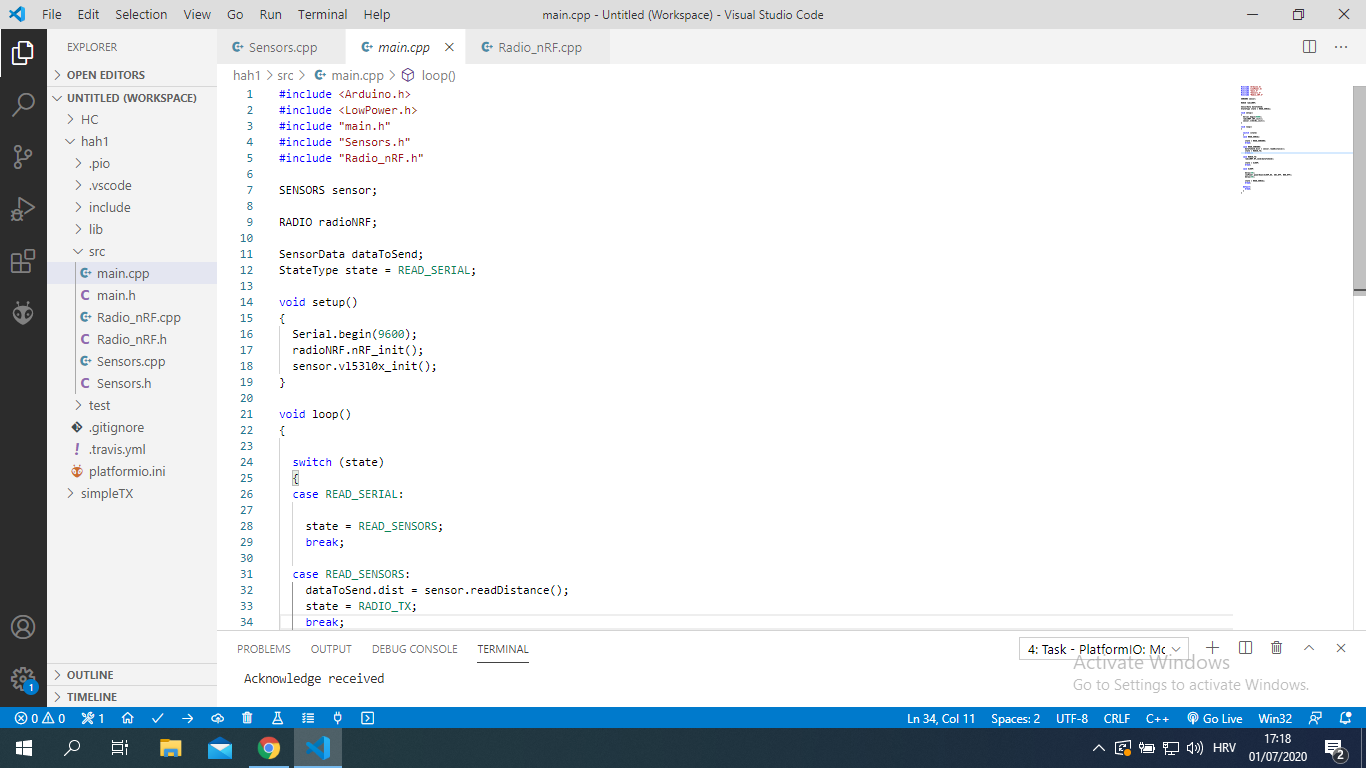 File Edit Selection View Go Run Terminal Help main.cpp - Untitled (Workspace) - Visual Studio Code
EXPLORER
OPEN EDITORS
UNTITLED (WORKSPACE)
HC
hah1
.pio
.vscode
include
lib
src
main.cpp
main.h
Radio_nRF.cpp
Radio_nRF.h
Sensors.cpp
Sensors.h
test
.gitignore
.travis.yml
platformio.ini
simpleTX
OUTLINE
TIMELINE
Sensors.cpp main.cpp Radio_nRF.cpp
hah1 > src > main.cpp > loop()
1 #include <Arduino.h>
2 #include <LowPower.h>
3 #include "main.h"
4 #include "Sensors.h"
5 #include "Radio_nRF.h"
6
7 SENSORS sensor;
8
9 RADIO radioNRF;
10
11 SensorData dataToSend;
12 StateType state = READ_SERIAL;
13
14 void setup()
15 {
16 Serial.begin(9600);
17 radioNRF.nRF_init();
18 sensor.vl53l0x_init();
19 }
20
21 void loop()
22 {
23
24 switch (state)
25 {
26 case READ_SERIAL:
27
28 state = READ_SENSORS;
29 break;
30
31 case READ_SENSORS:
32 dataToSend.dist = sensor.readDistance();
33 state = RADIO_TX;
34 break;
PROBLEMS OUTPUT DEBUG CONSOLE TERMINAL 4: Task - PlatformIO: Mc
Acknowledge received
Activate Windows
Go to Settings to activate Windows.
1
0 0 1 Ln 34, Col 11 Spaces: 2 UTF-8 CRLF C++ Go Live Win32
HRV 17:18
01/07/2020
2